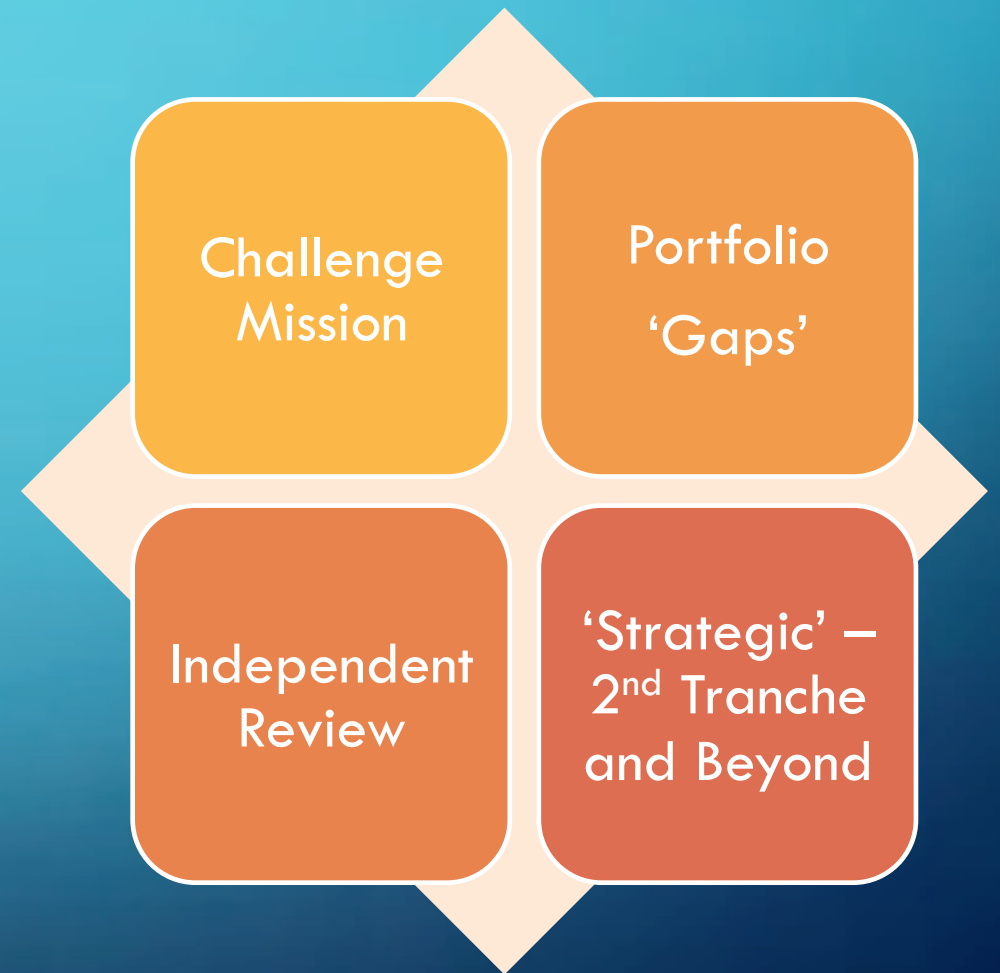 Challenge
Mission
Portfolio
‘Gaps’
Independent
Review
‘Strategic’ –
2nd Tranche
and Beyond